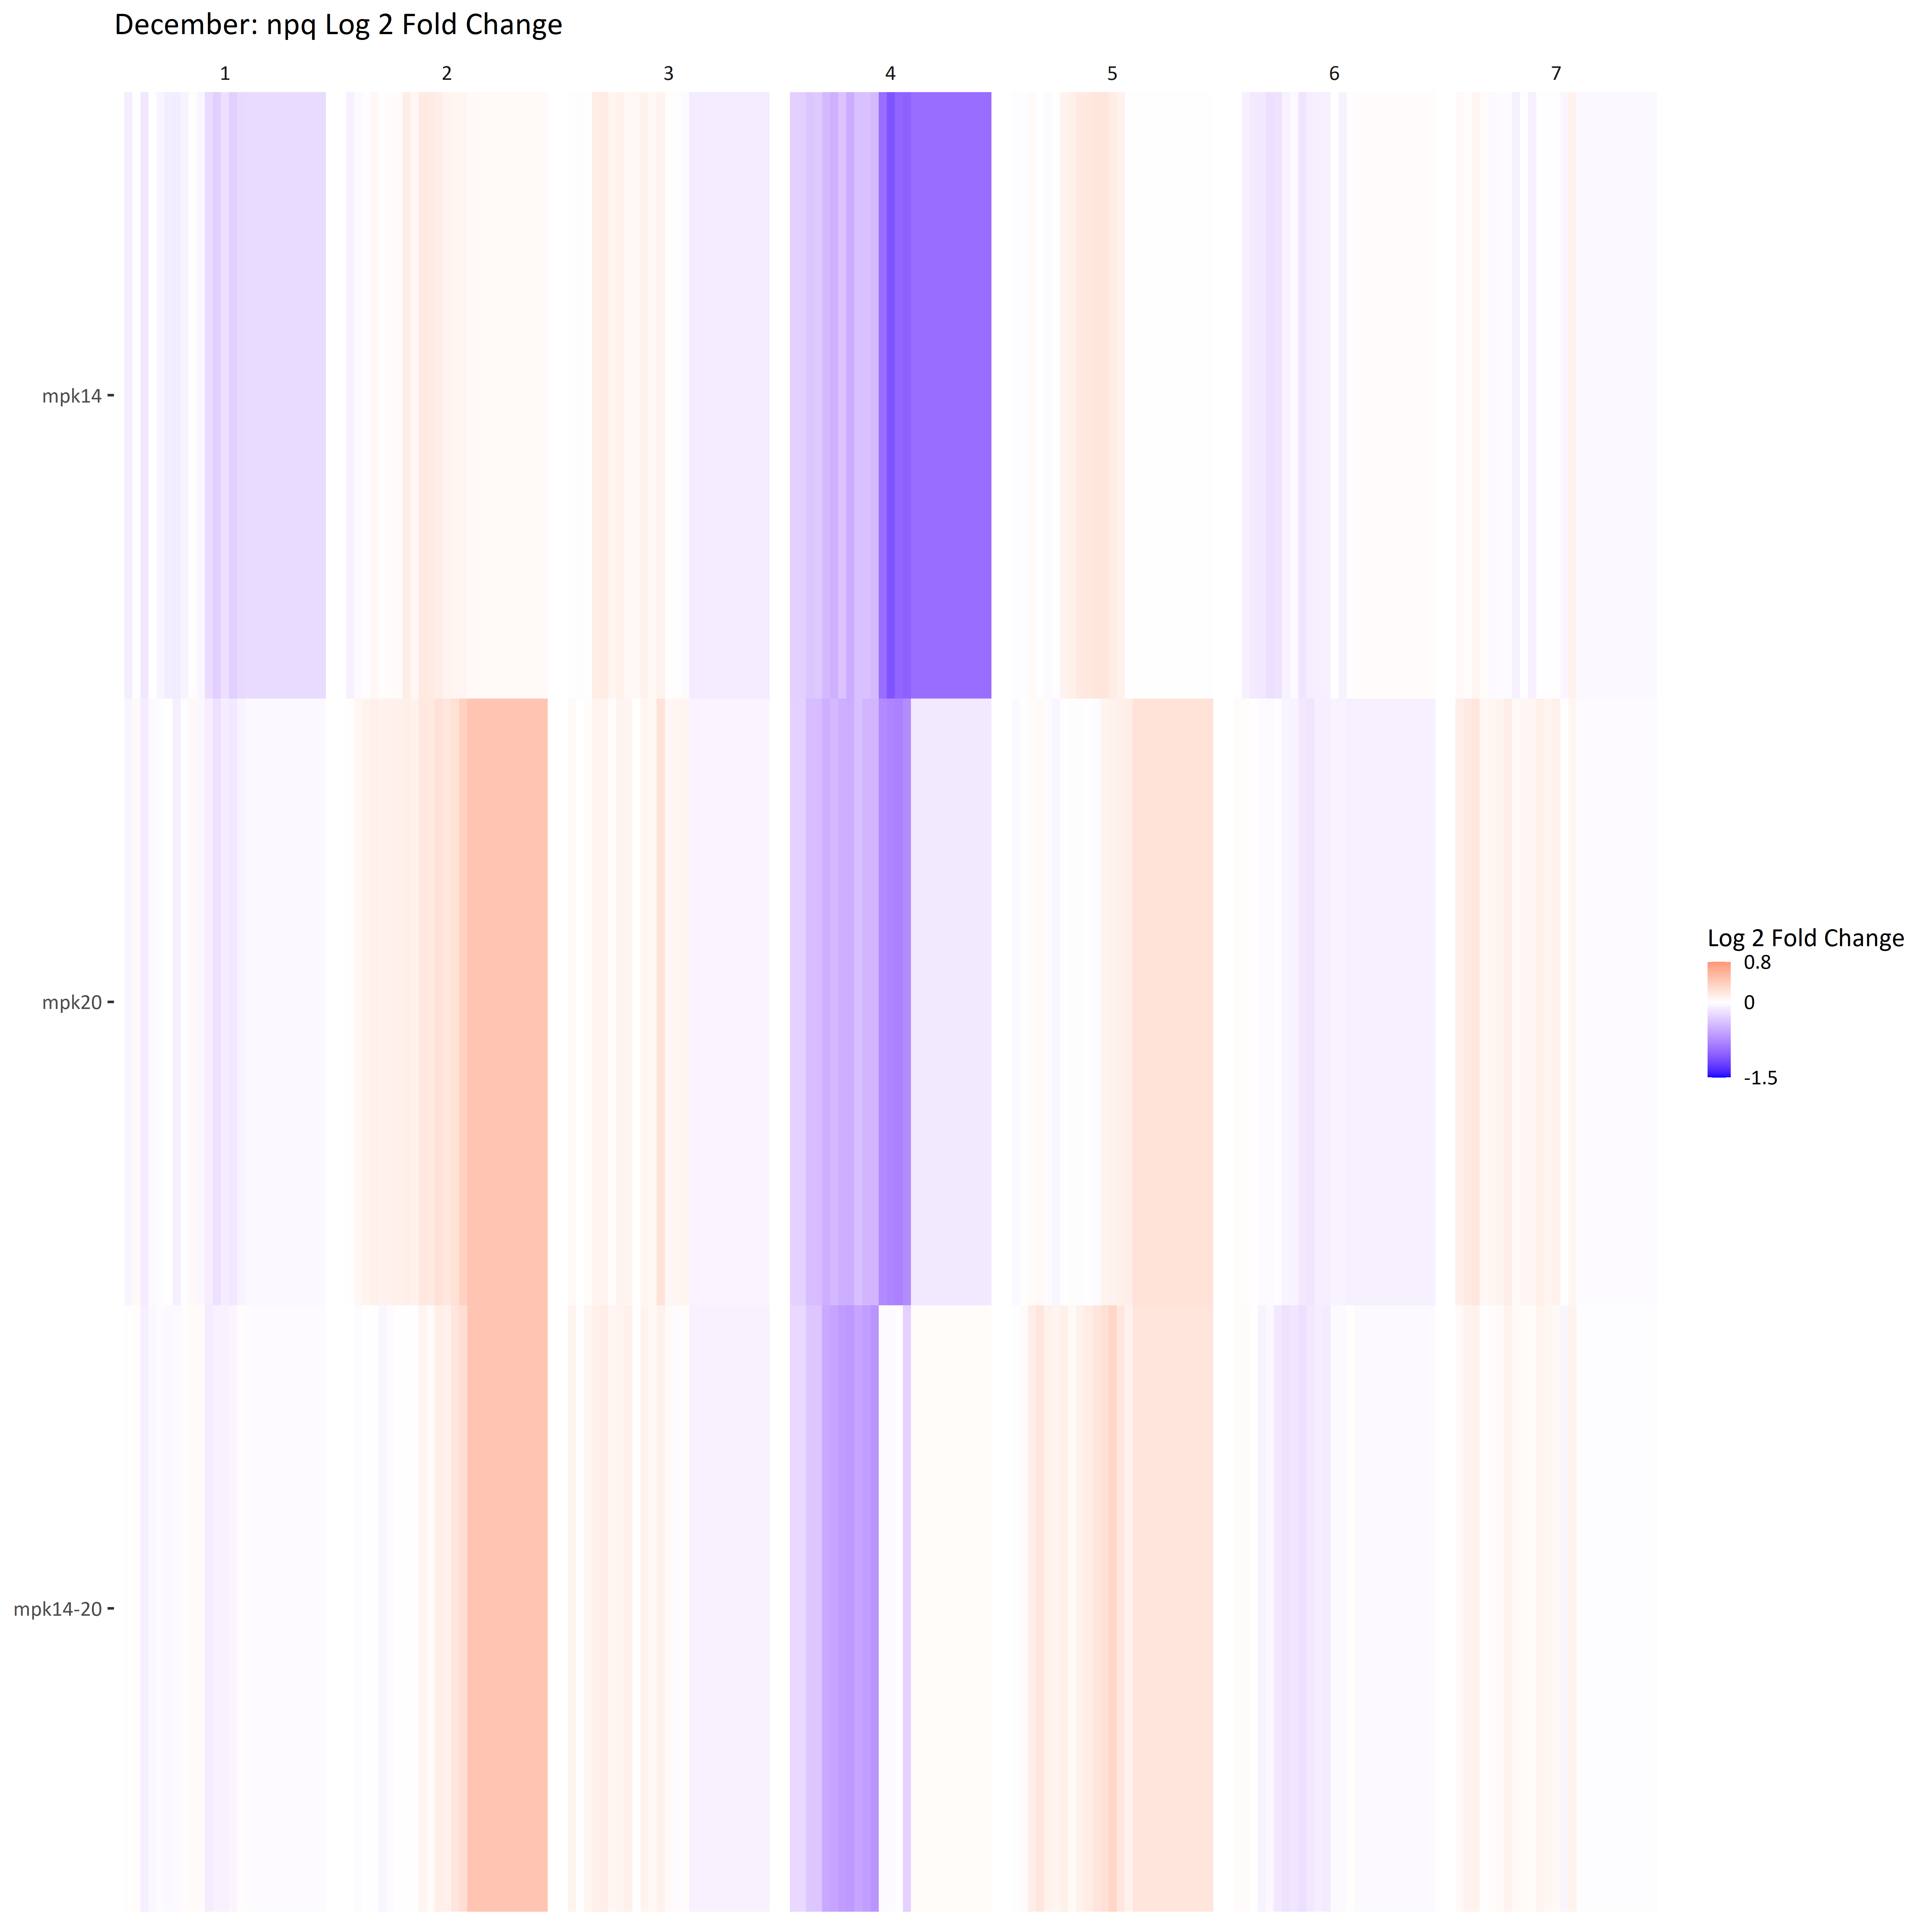 December: npq Log 2 Fold Change
1 2 3 4 5 6 7
mpk14
mpk20
mpk14-20
Log 2 Fold Change
0.8
0
-1.5